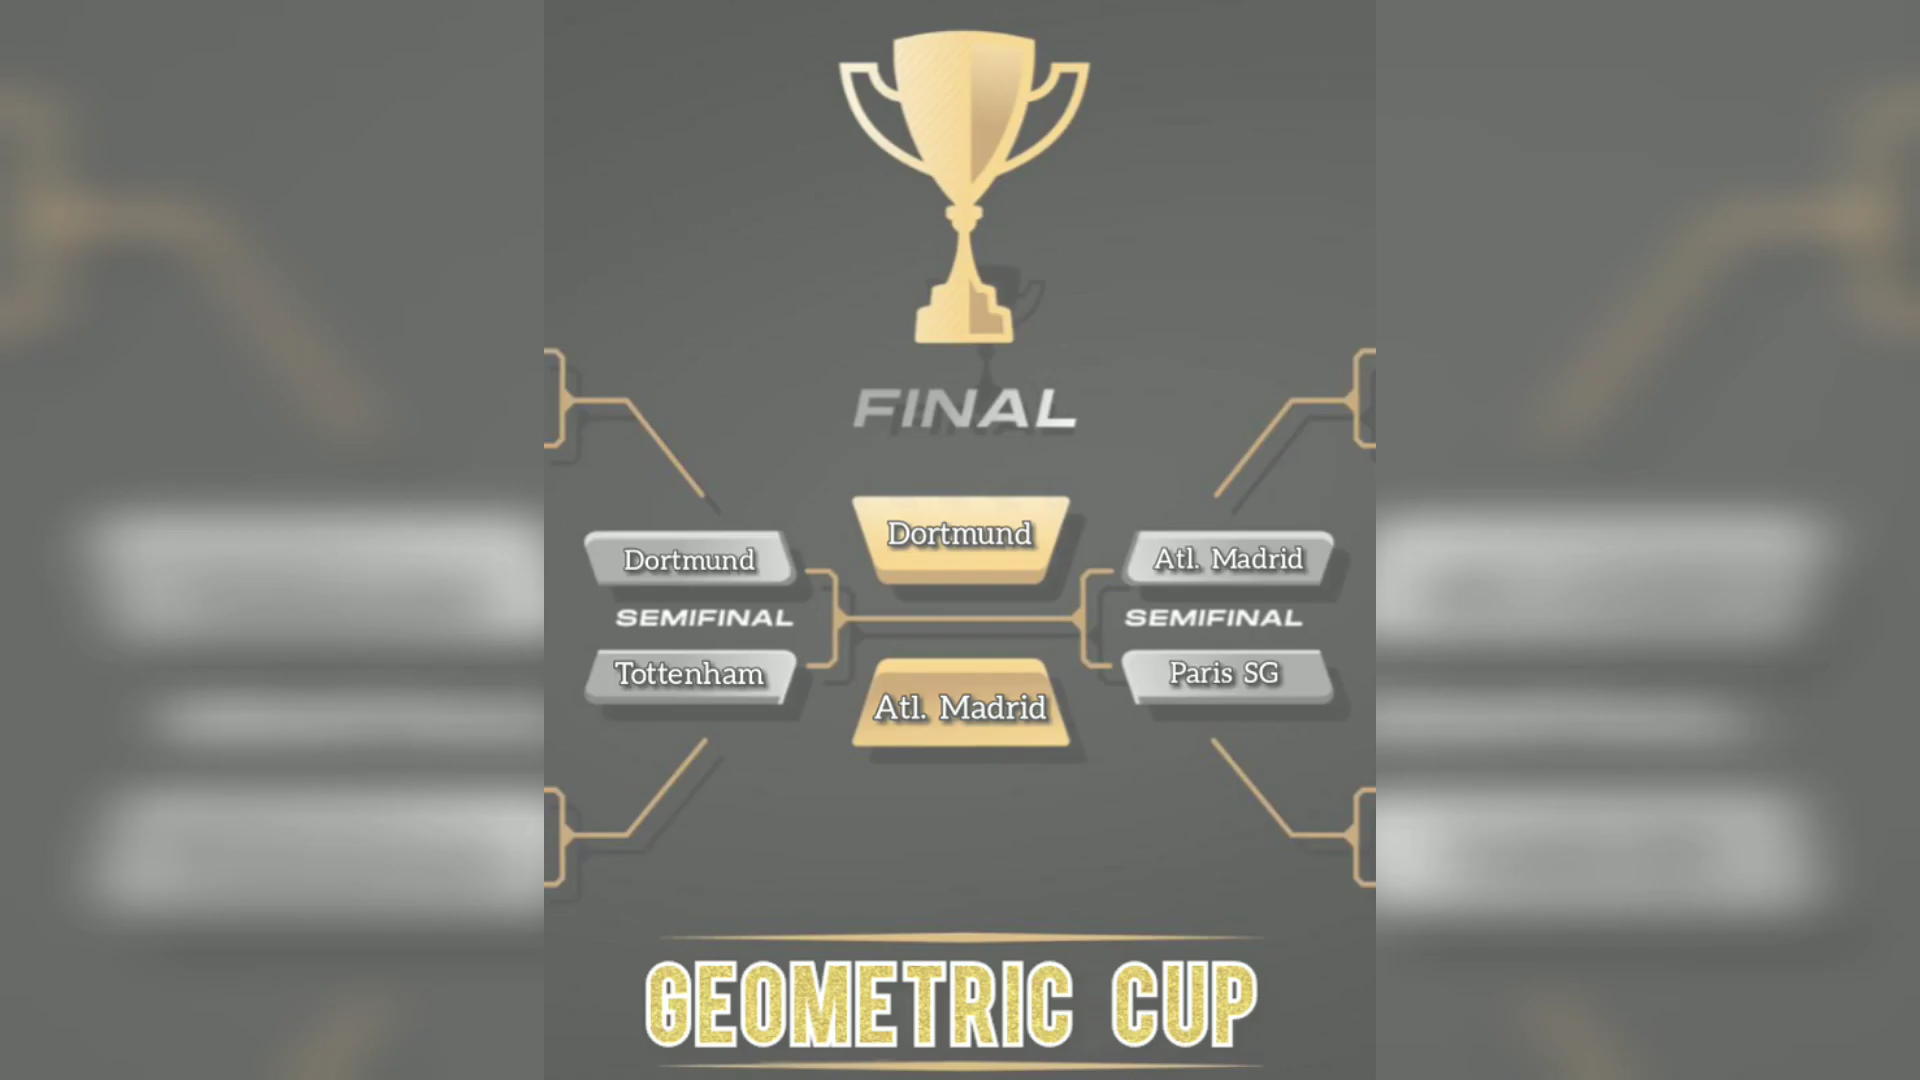 FINAL
Dortmund
Dortmund
Atl. Madrid
SEMIFINAL
SEMIFINAL
Tottenham
Paris SG
Atl. Madrid
GEOMETRIC CUP